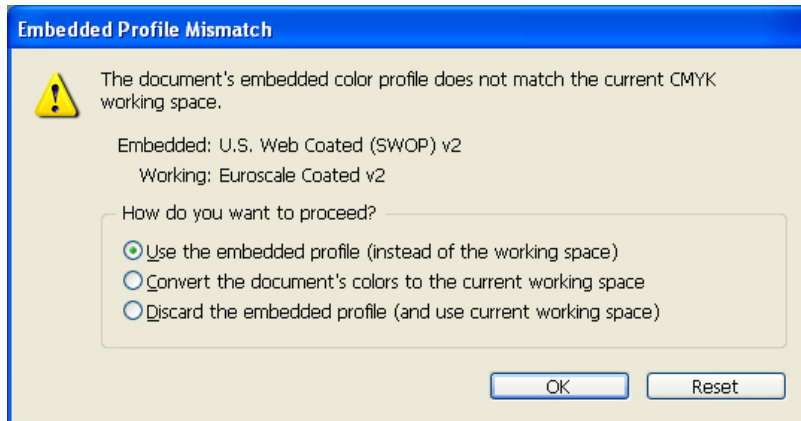 Embedded Profile Mismatch
The document's embedded color profile does not match the current CMYK
working space.
Embedded: U.S. Web Coated (SWOP) v2
Working: Euroscale Coated v2
How do you want to proceed?
Use the embedded profile (instead of the working space)
Convert the document's colors to the current working space
Discard the embedded profile (and use current working space)
OK Reset